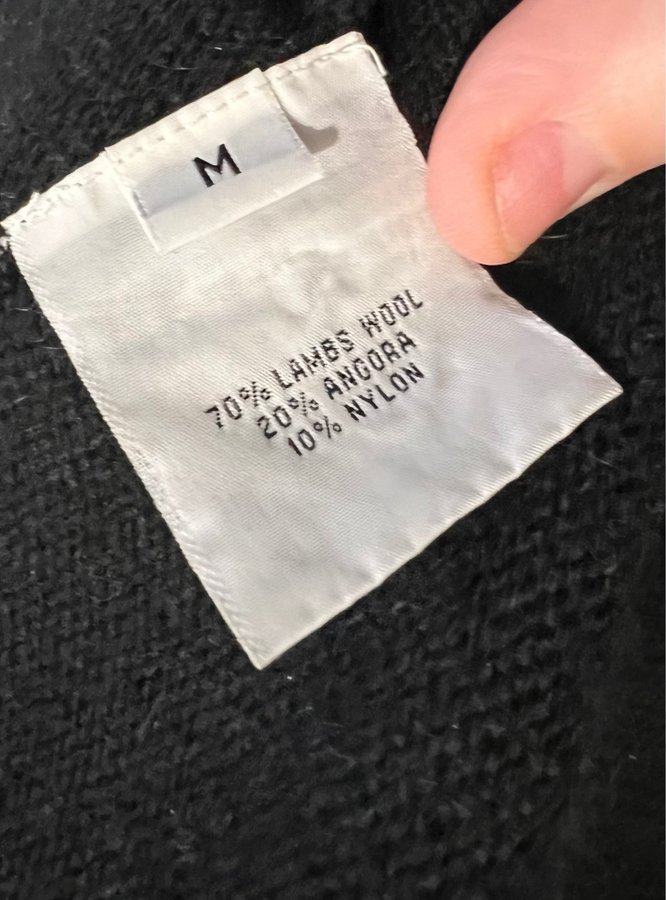 M
70% LAMBS WOOL
20% ANGORA
10% NYLON